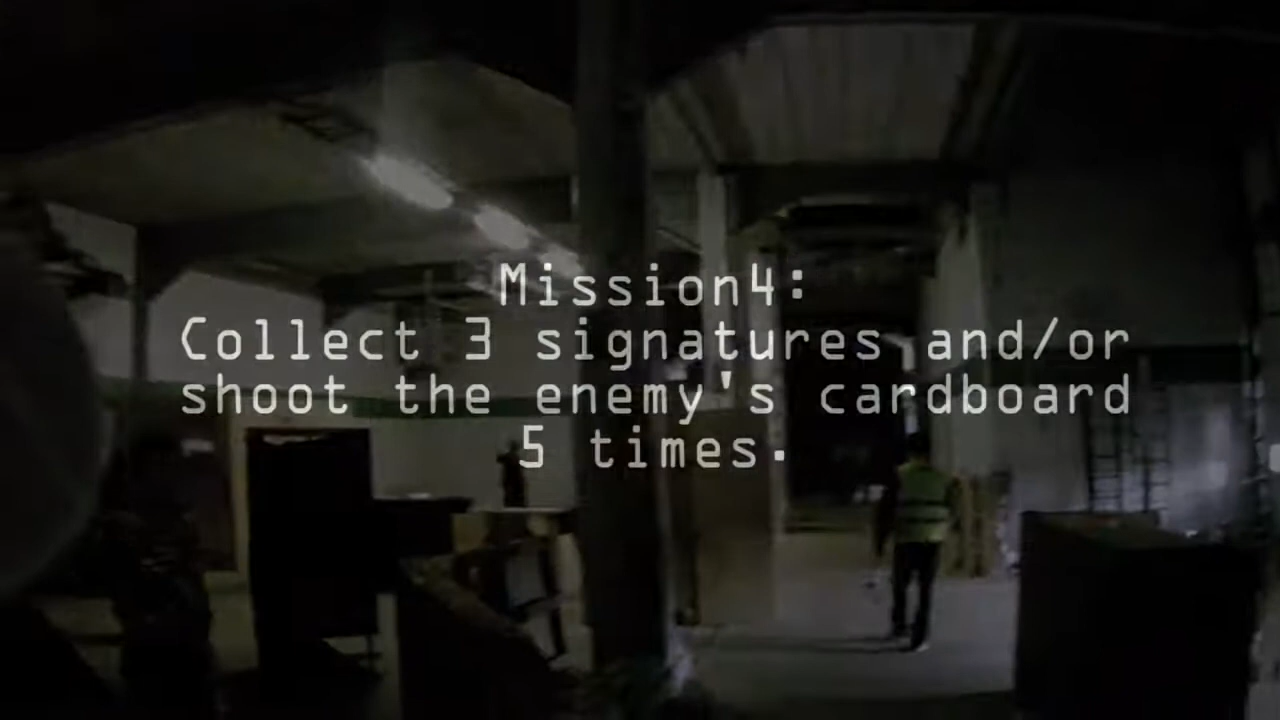 Mission4:
Collect 3 signatures and/or
shoot the enemy's cardboard
5 times.